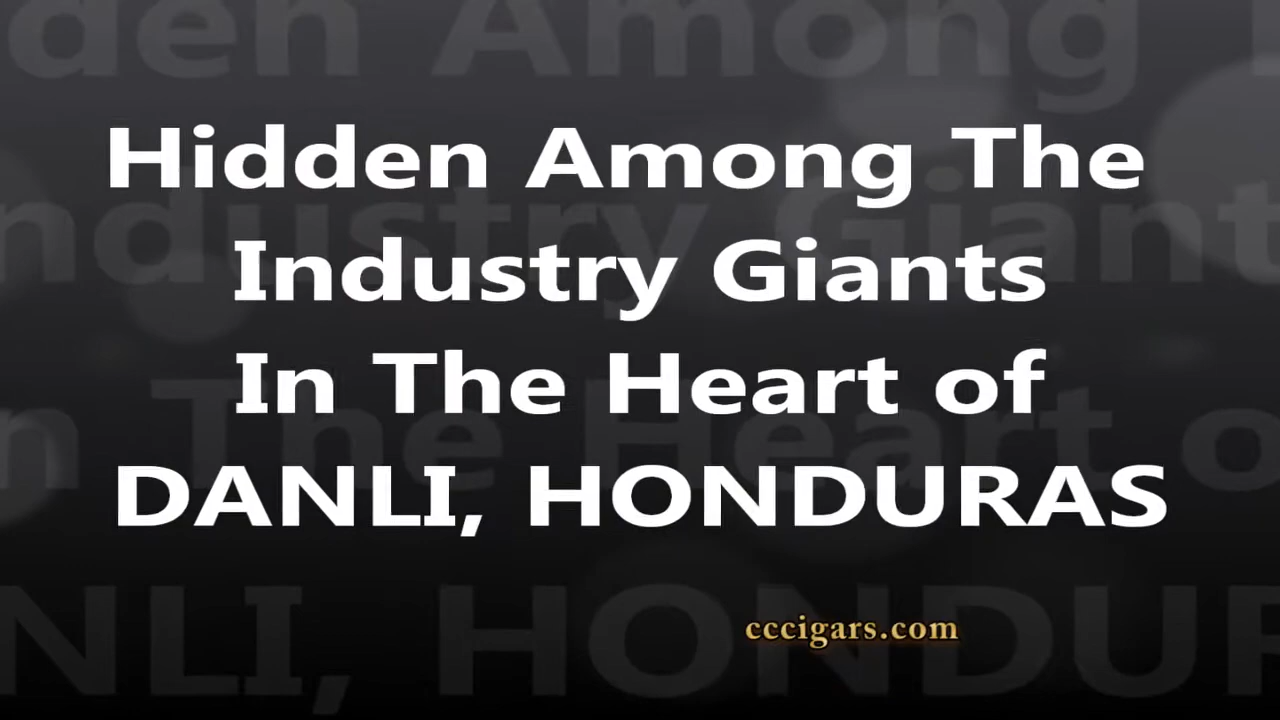 Hidden Among The
Industry Giants
In The Heart of
DANLI, HONDURAS
cccigars.com